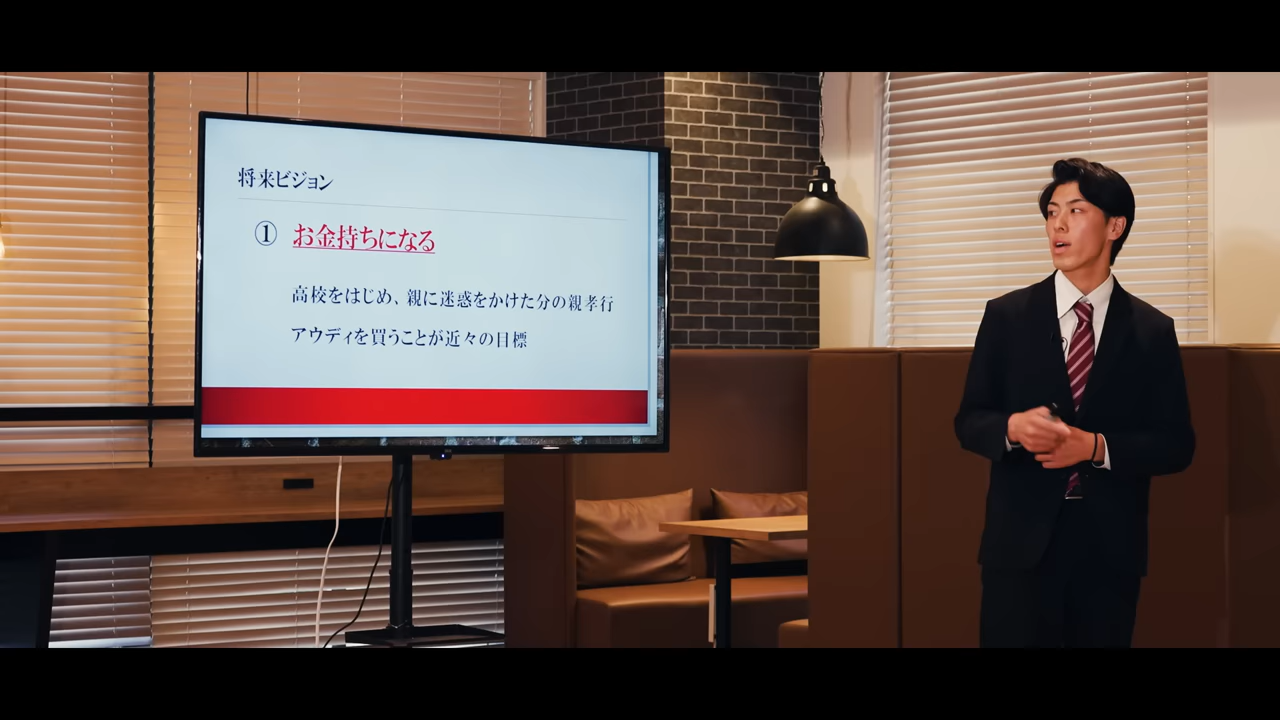 将来ビジョン
① お金持ちになる
高校をはじめ、親に迷惑をかけた分の親孝行
アウディを買うことが近々の目標